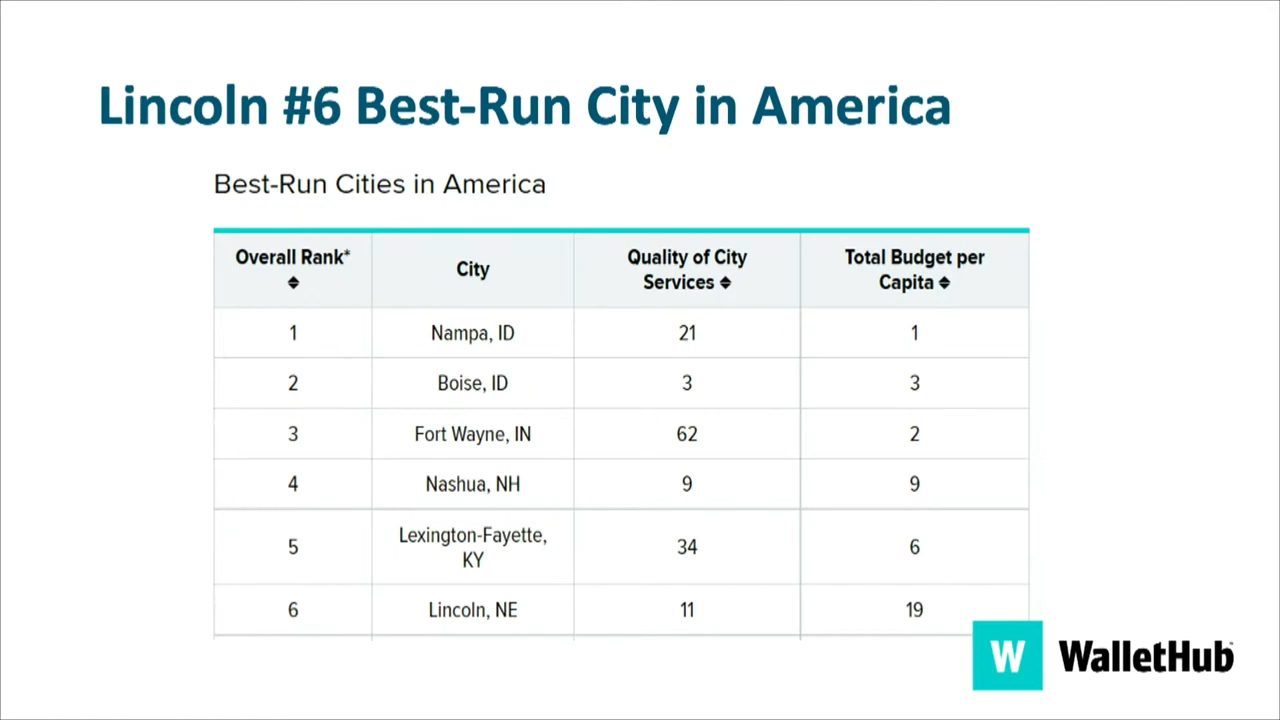 Lincoln #6 Best-Run City in America
Best-Run Cities in America
Overall Rank* City Quality of City Services Total Budget per Capita
1 Nampa, ID 21 1
2 Boise, ID 3 3
3 Fort Wayne, IN 62 2
4 Nashua, NH 9 9
5 Lexington-Fayette, KY 34 6
6 Lincoln, NE 11 19
W WalletHub™